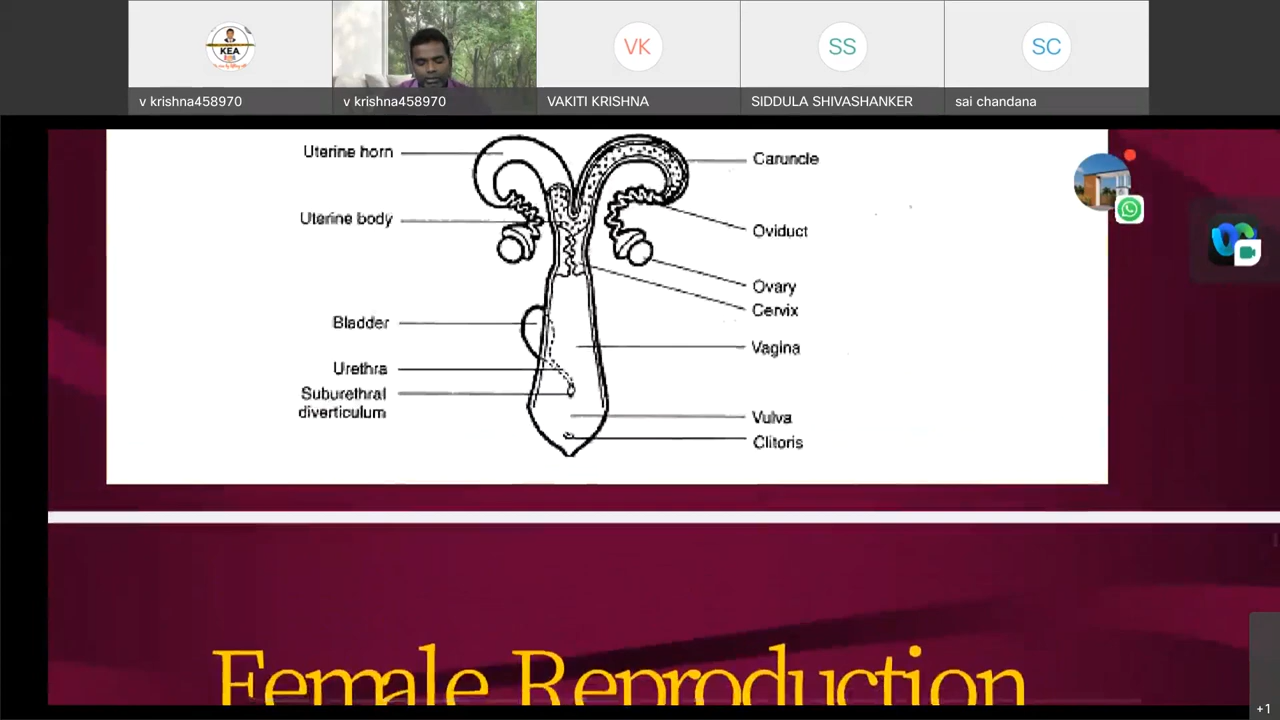 KEA
VK
SS
SC
v krishna458970
v krishna458970
VAKITI KRISHNA
SIDDULA SHIVASHANKER
sai chandana
Uterine horn
Caruncle
Uterine body
Oviduct
Ovary
Cervix
Bladder
Vagina
Urethra
Suburethral
diverticulum
Vulva
Clitoris
Female Reproduction
+1